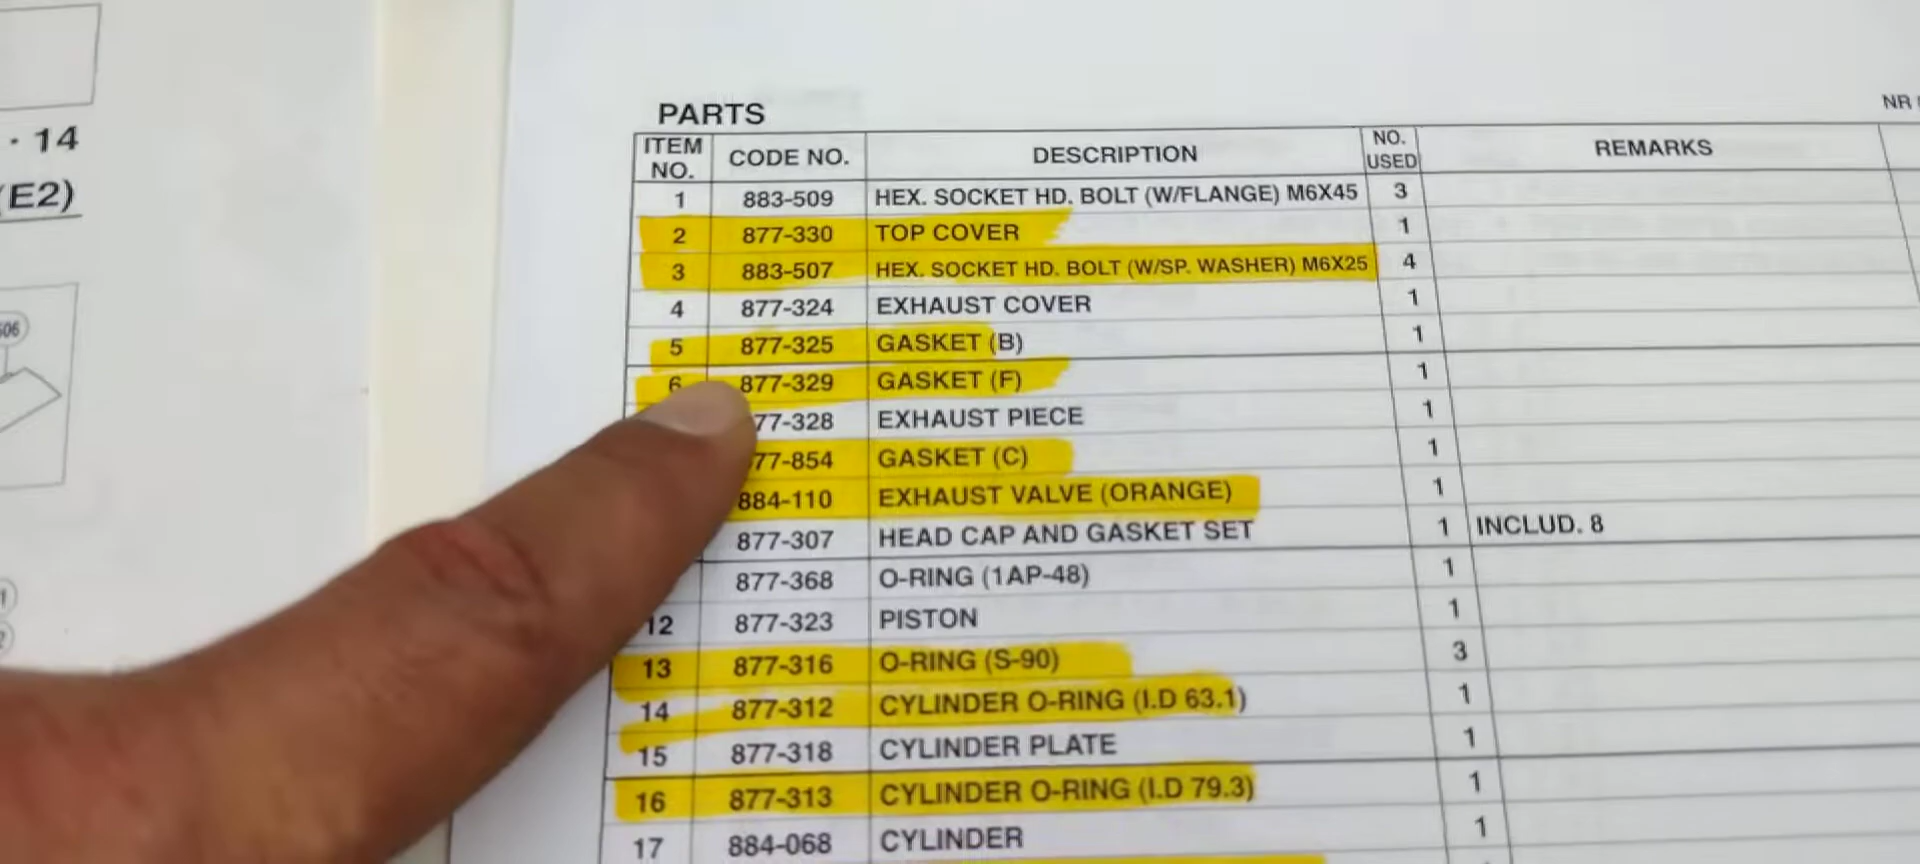 · 14
(E2)
PARTS
NR
ITEM NO. CODE NO. DESCRIPTION NO. USED REMARKS
1 883-509 HEX. SOCKET HD. BOLT (W/FLANGE) M6X45 3
2 877-330 TOP COVER 1
3 883-507 HEX. SOCKET HD. BOLT (W/SP. WASHER) M6X25 4
4 877-324 EXHAUST COVER 1
5 877-325 GASKET (B) 1
6 877-329 GASKET (F) 1
77-328 EXHAUST PIECE 1
77-854 GASKET (C) 1
884-110 EXHAUST VALVE (ORANGE) 1
877-307 HEAD CAP AND GASKET SET 1 INCLUD. 8
877-368 O-RING (1AP-48) 1
12 877-323 PISTON 1
13 877-316 O-RING (S-90) 3
14 877-312 CYLINDER O-RING (I.D 63.1) 1
15 877-318 CYLINDER PLATE 1
16 877-313 CYLINDER O-RING (I.D 79.3) 1
17 884-068 CYLINDER 1